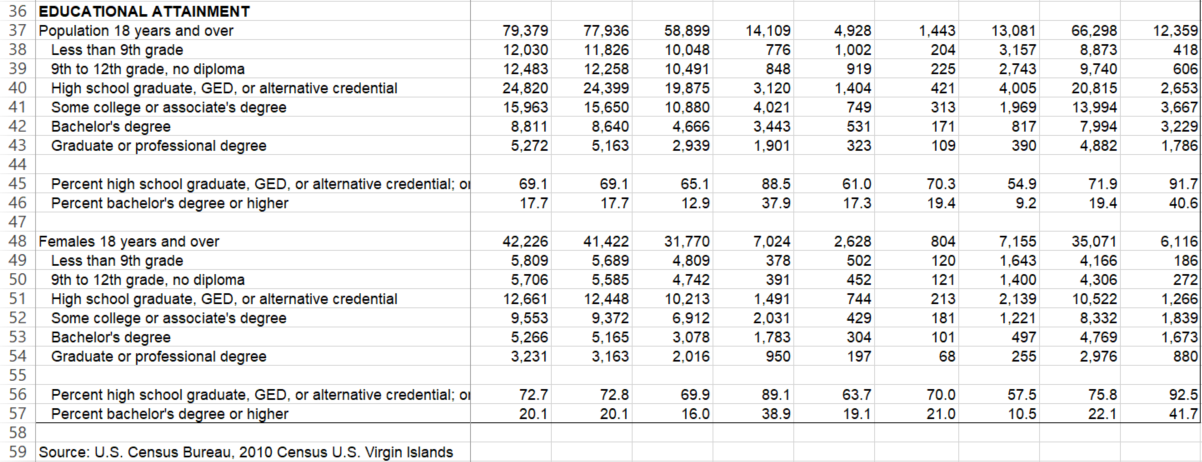 36 EDUCATIONAL ATTAINMENT
37 Population 18 years and over 79,379 77,936 58,899 14,109 4,928 1,443 13,081 66,298 12,359
38 Less than 9th grade 12,030 11,826 10,048 776 1,002 204 3,157 8,873 418
39 9th to 12th grade, no diploma 12,483 12,258 10,491 848 919 225 2,743 9,740 606
40 High school graduate, GED, or alternative credential 24,820 24,399 19,875 3,120 1,404 421 4,005 20,815 2,653
41 Some college or associate's degree 15,963 15,650 10,880 4,021 749 313 1,969 13,994 3,667
42 Bachelor's degree 8,811 8,640 4,666 3,443 531 171 817 7,994 3,229
43 Graduate or professional degree 5,272 5,163 2,939 1,901 323 109 390 4,882 1,786
44
45 Percent high school graduate, GED, or alternative credential; or 69.1 69.1 65.1 88.5 61.0 70.3 54.9 71.9 91.7
46 Percent bachelor's degree or higher 17.7 17.7 12.9 37.9 17.3 19.4 9.2 19.4 40.6
47
48 Females 18 years and over 42,226 41,422 31,770 7,024 2,628 804 7,155 35,071 6,116
49 Less than 9th grade 5,809 5,689 4,809 378 502 120 1,643 4,166 186
50 9th to 12th grade, no diploma 5,706 5,585 4,742 391 452 121 1,400 4,306 272
51 High school graduate, GED, or alternative credential 12,661 12,448 10,213 1,491 744 213 2,139 10,522 1,266
52 Some college or associate's degree 9,553 9,372 6,912 2,031 429 181 1,221 8,332 1,839
53 Bachelor's degree 5,266 5,165 3,078 1,783 304 101 497 4,769 1,673
54 Graduate or professional degree 3,231 3,163 2,016 950 197 68 255 2,976 880
55
56 Percent high school graduate, GED, or alternative credential; or 72.7 72.8 69.9 89.1 63.7 70.0 57.5 75.8 92.5
57 Percent bachelor's degree or higher 20.1 20.1 16.0 38.9 19.1 21.0 10.5 22.1 41.7
58
59 Source: U.S. Census Bureau, 2010 Census U.S. Virgin Islands